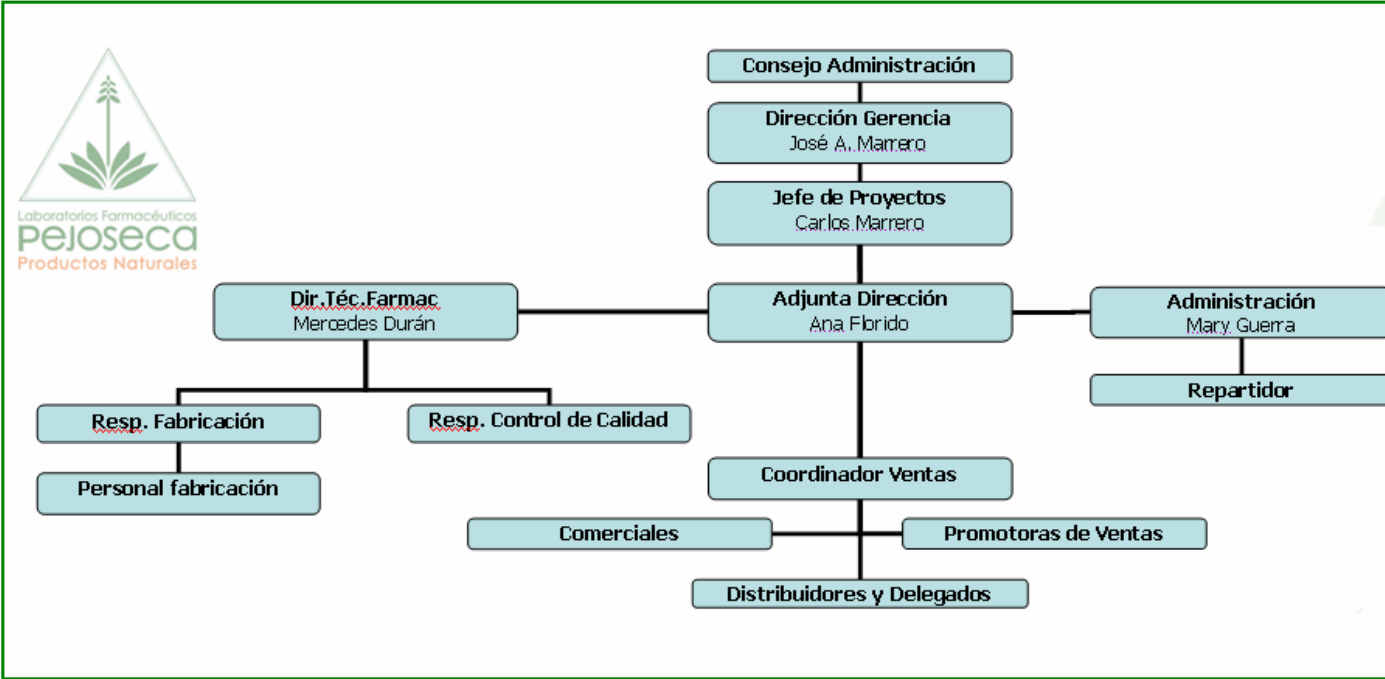 Consejo Administración
Dirección Gerencia
José A. Marrero
Jefe de Proyectos
Carlos Marrero
Laboratorios Farmacéuticos
Pejoseca
Productos Naturales
Dir.Téc.Farmac
Mercedes Durán
Adjunta Dirección
Ana Florido
Administración
Mary Guerra
Repartidor
Resp. Fabricación
Resp. Control de Calidad
Personal fabricación
Coordinador Ventas
Comerciales
Promotoras de Ventas
Distribuidores y Delegados